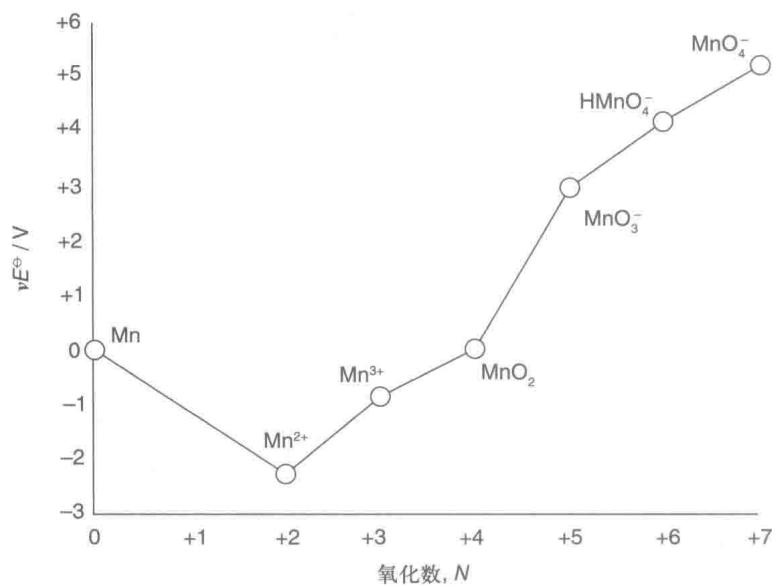 +6
+5
+4
+3
+2
+1
0
−1
−2
−3
νE⊖ / V
MnO₄⁻
HMnO₄⁻
MnO₃⁻
Mn
Mn³⁺
MnO₂
Mn²⁺
0 +1 +2 +3 +4 +5 +6 +7
氧化数, N